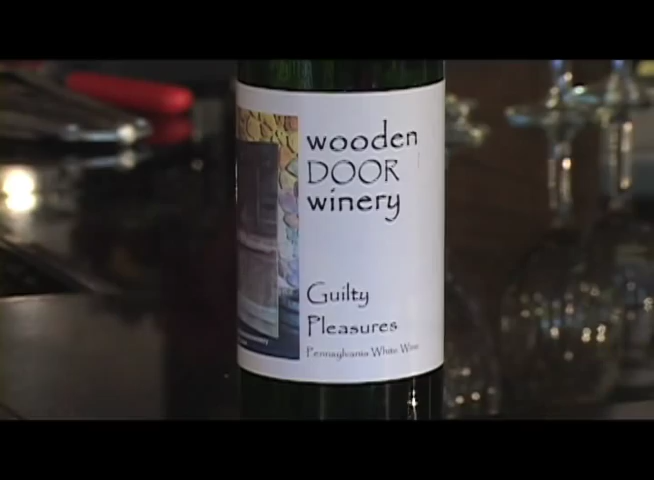 wooden
DOOR
winery
Guilty
Pleasures
Pennsylvania White Wine